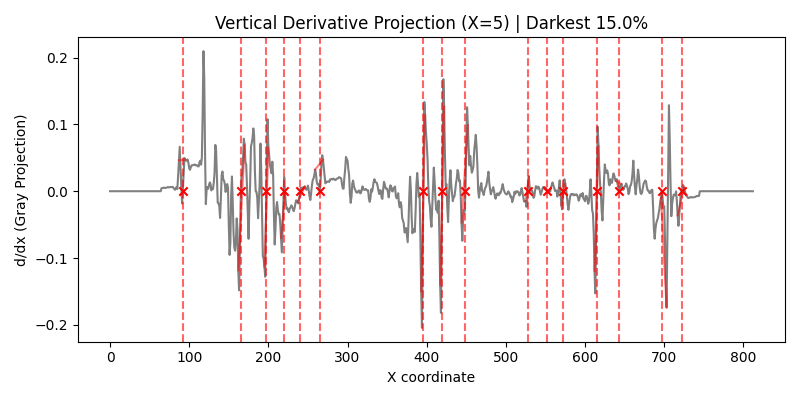 Vertical Derivative Projection (X=5) | Darkest 15.0%
d/dx (Gray Projection)
0.2
0.1
0.0
−0.1
−0.2
0 100 200 300 400 500 600 700 800
X coordinate